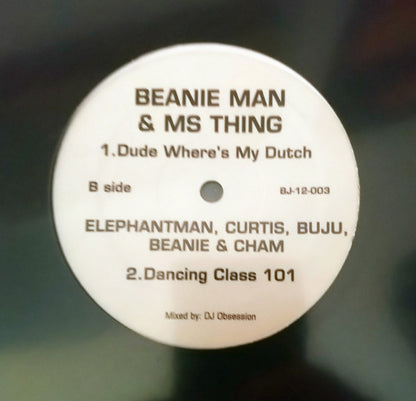 BEANIE MAN
& MS THING
1.Dude Where's My Dutch
B side
BJ-12-003
ELEPHANTMAN, CURTIS, BUJU,
BEANIE & CHAM
2.Dancing Class 101
Mixed by: DJ Obsession